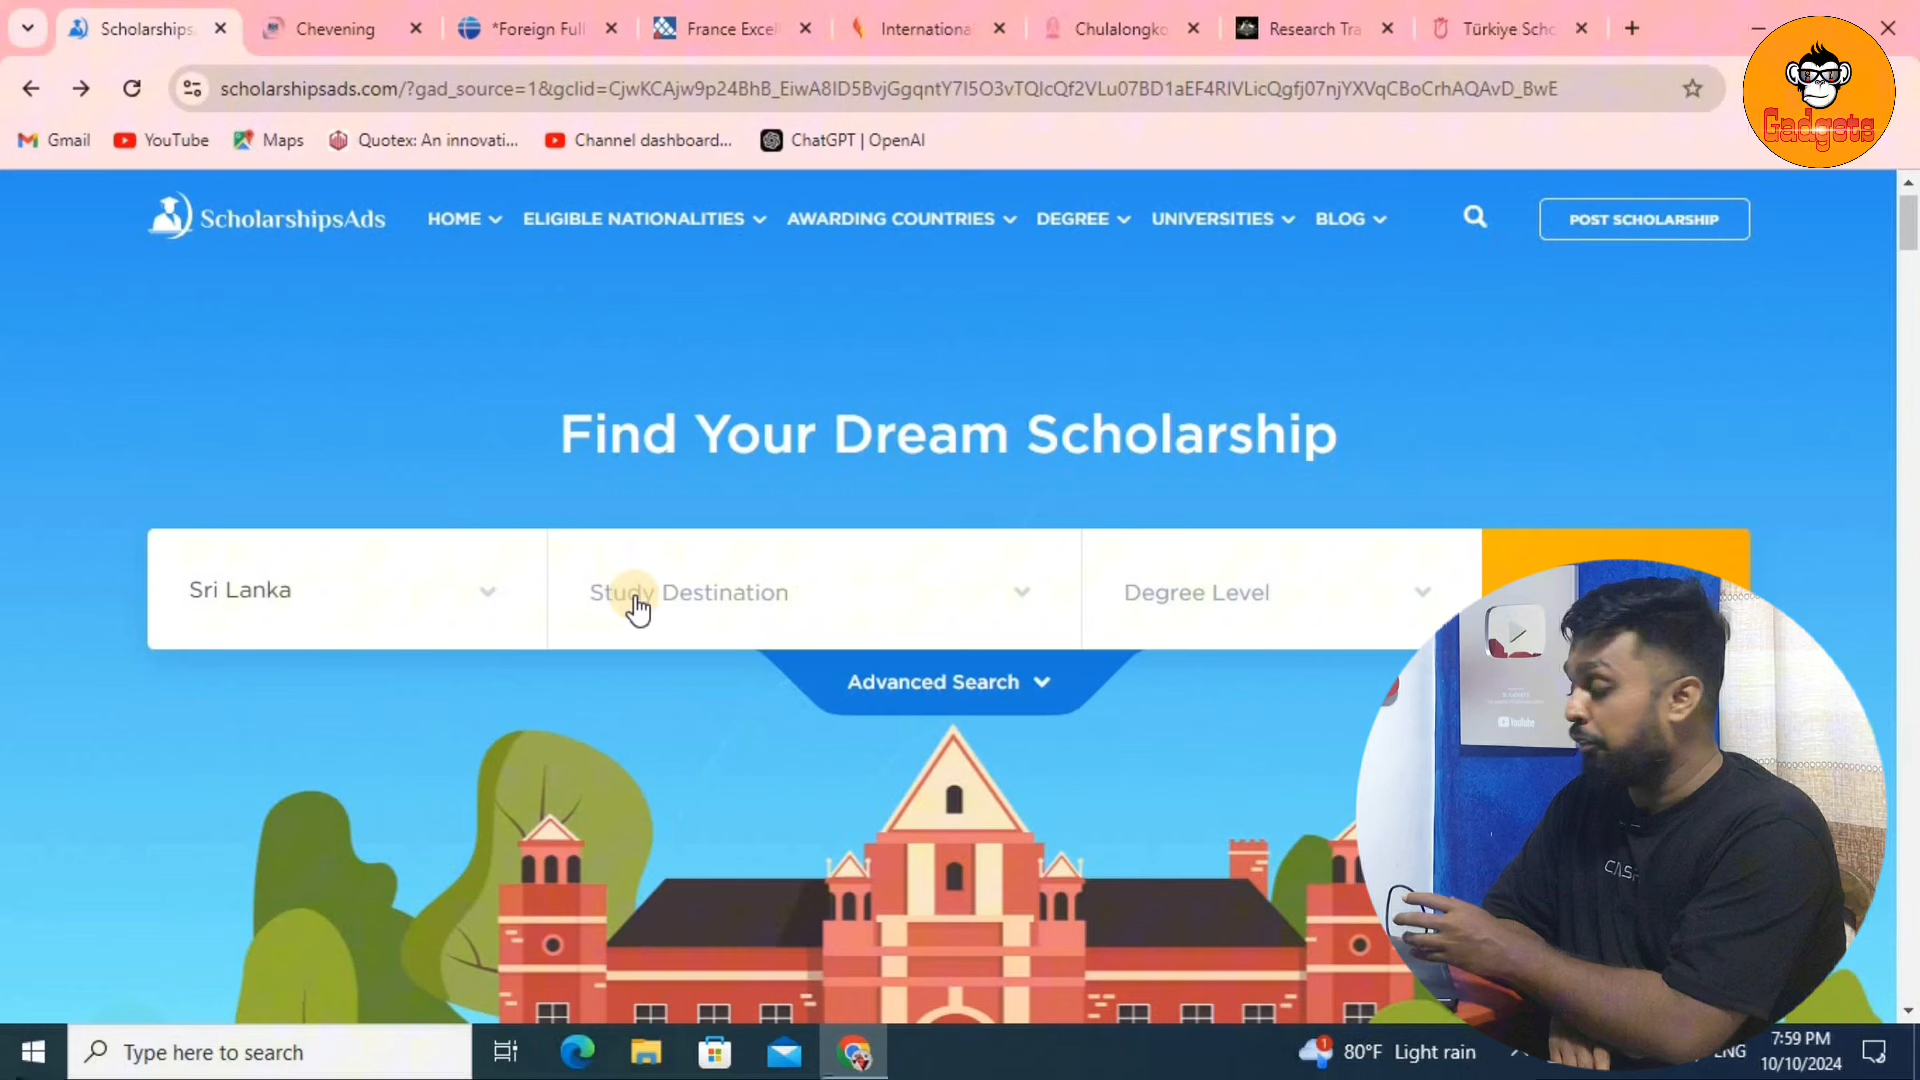 Scholarships
Chevening
*Foreign Full
France Excel
Internationa
Chulalongko
Research Tra
Türkiye Scho
scholarshipsads.com/?gad_source=1&gclid=CjwKCAjw9p24BhB_EiwA8ID5BvjGgqntY7I5O3vTQIcQf2VLu07BD1aEF4RIVLicQgfj07njYXVqCBoCrhAQAvD_BwE
Gadgets
Gmail
YouTube
Maps
Quotex: An innovati...
Channel dashboard...
ChatGPT | OpenAI
ScholarshipsAds
HOME
ELIGIBLE NATIONALITIES
AWARDING COUNTRIES
DEGREE
UNIVERSITIES
BLOG
POST SCHOLARSHIP
Find Your Dream Scholarship
Sri Lanka
Study Destination
Degree Level
Advanced Search
YouTube
Type here to search
1
80°F Light rain
ENG
7:59 PM
10/10/2024